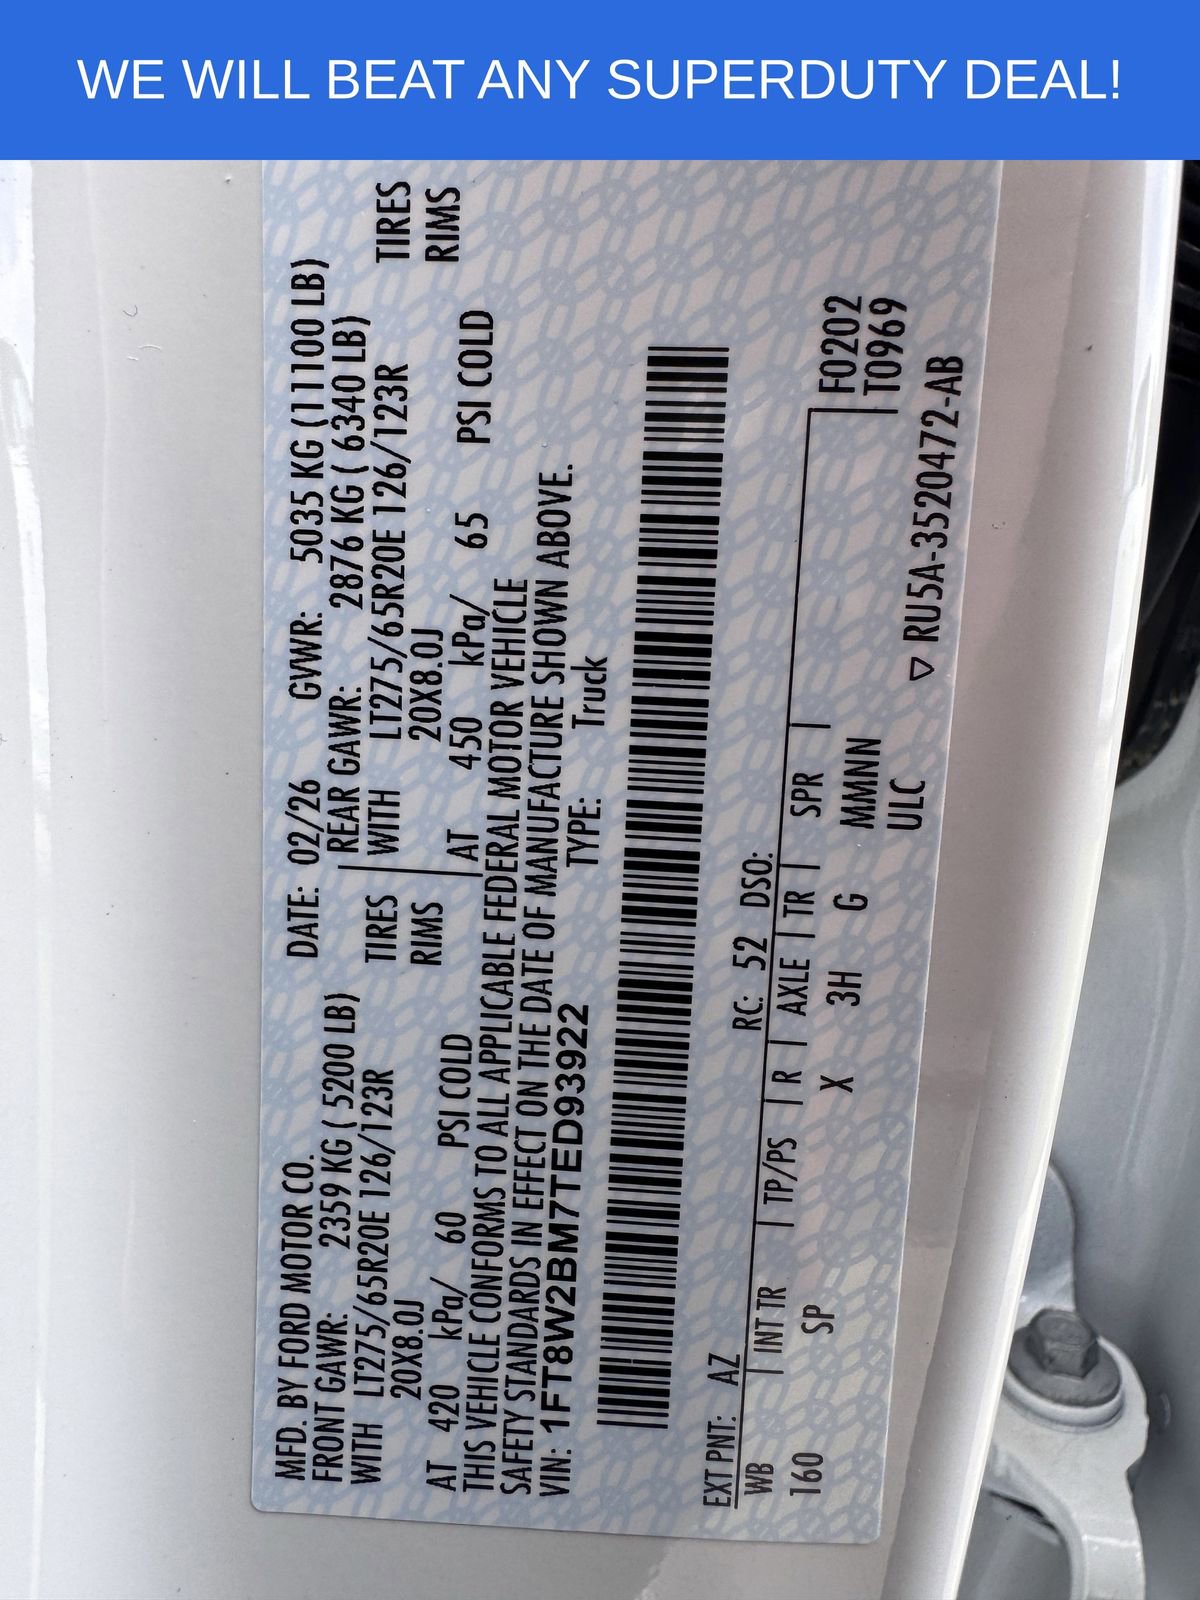 WE WILL BEAT ANY SUPERDUTY DEAL!
MFD. BY FORD MOTOR CO. DATE: 02/26 GVWR: 5035 KG (11100 LB)
FRONT GAWR: 2359 KG ( 5200 LB) REAR GAWR: 2876 KG ( 6340 LB)
WITH LT275/65R20E 126/123R TIRES WITH LT275/65R20E 126/123R TIRES
20X8.0J RIMS 20X8.0J RIMS
AT 420 kPa/ 60 PSI COLD AT 450 kPa/ 65 PSI COLD
THIS VEHICLE CONFORMS TO ALL APPLICABLE FEDERAL MOTOR VEHICLE
SAFETY STANDARDS IN EFFECT ON THE DATE OF MANUFACTURE SHOWN ABOVE.
VIN: 1FT8W2BM7TED93922 TYPE: Truck
EXT PNT: AZ RC: 52 DSO:
WB | INT TR | TP/PS | R | AXLE | TR | SPR | F0202
160 SP X 3H G MMNN T0969
ULC ▽ RU5A-3520472-AB